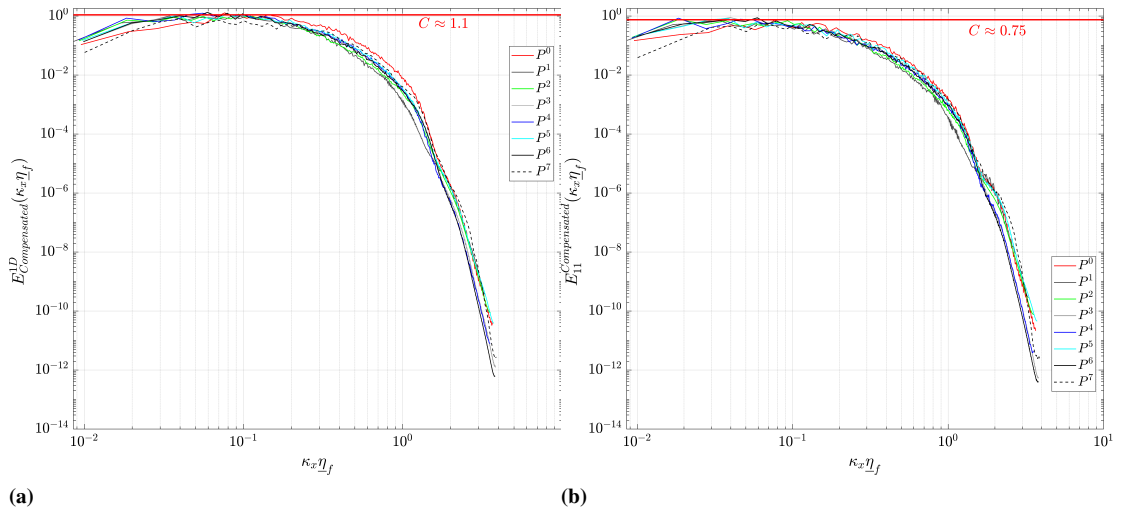 10^0
10^{-2}
10^{-4}
10^{-6}
10^{-8}
10^{-10}
10^{-12}
10^{-14}
E^{1D}_{Compensated}(κ_x η_f)
C ≈ 1.1
P^0
P^1
P^2
P^3
P^4
P^5
P^6
P^7
10^{-2} 10^{-1} 10^0
κ_x η_f
(a)
10^0
10^{-2}
10^{-4}
10^{-6}
10^{-8}
10^{-10}
10^{-12}
10^{-14}
E_{11}^{Compensated}(κ_x η_f)
C ≈ 0.75
P^0
P^1
P^2
P^3
P^4
P^5
P^6
P^7
10^{-2} 10^{-1} 10^0 10^1
κ_x η_f
(b)